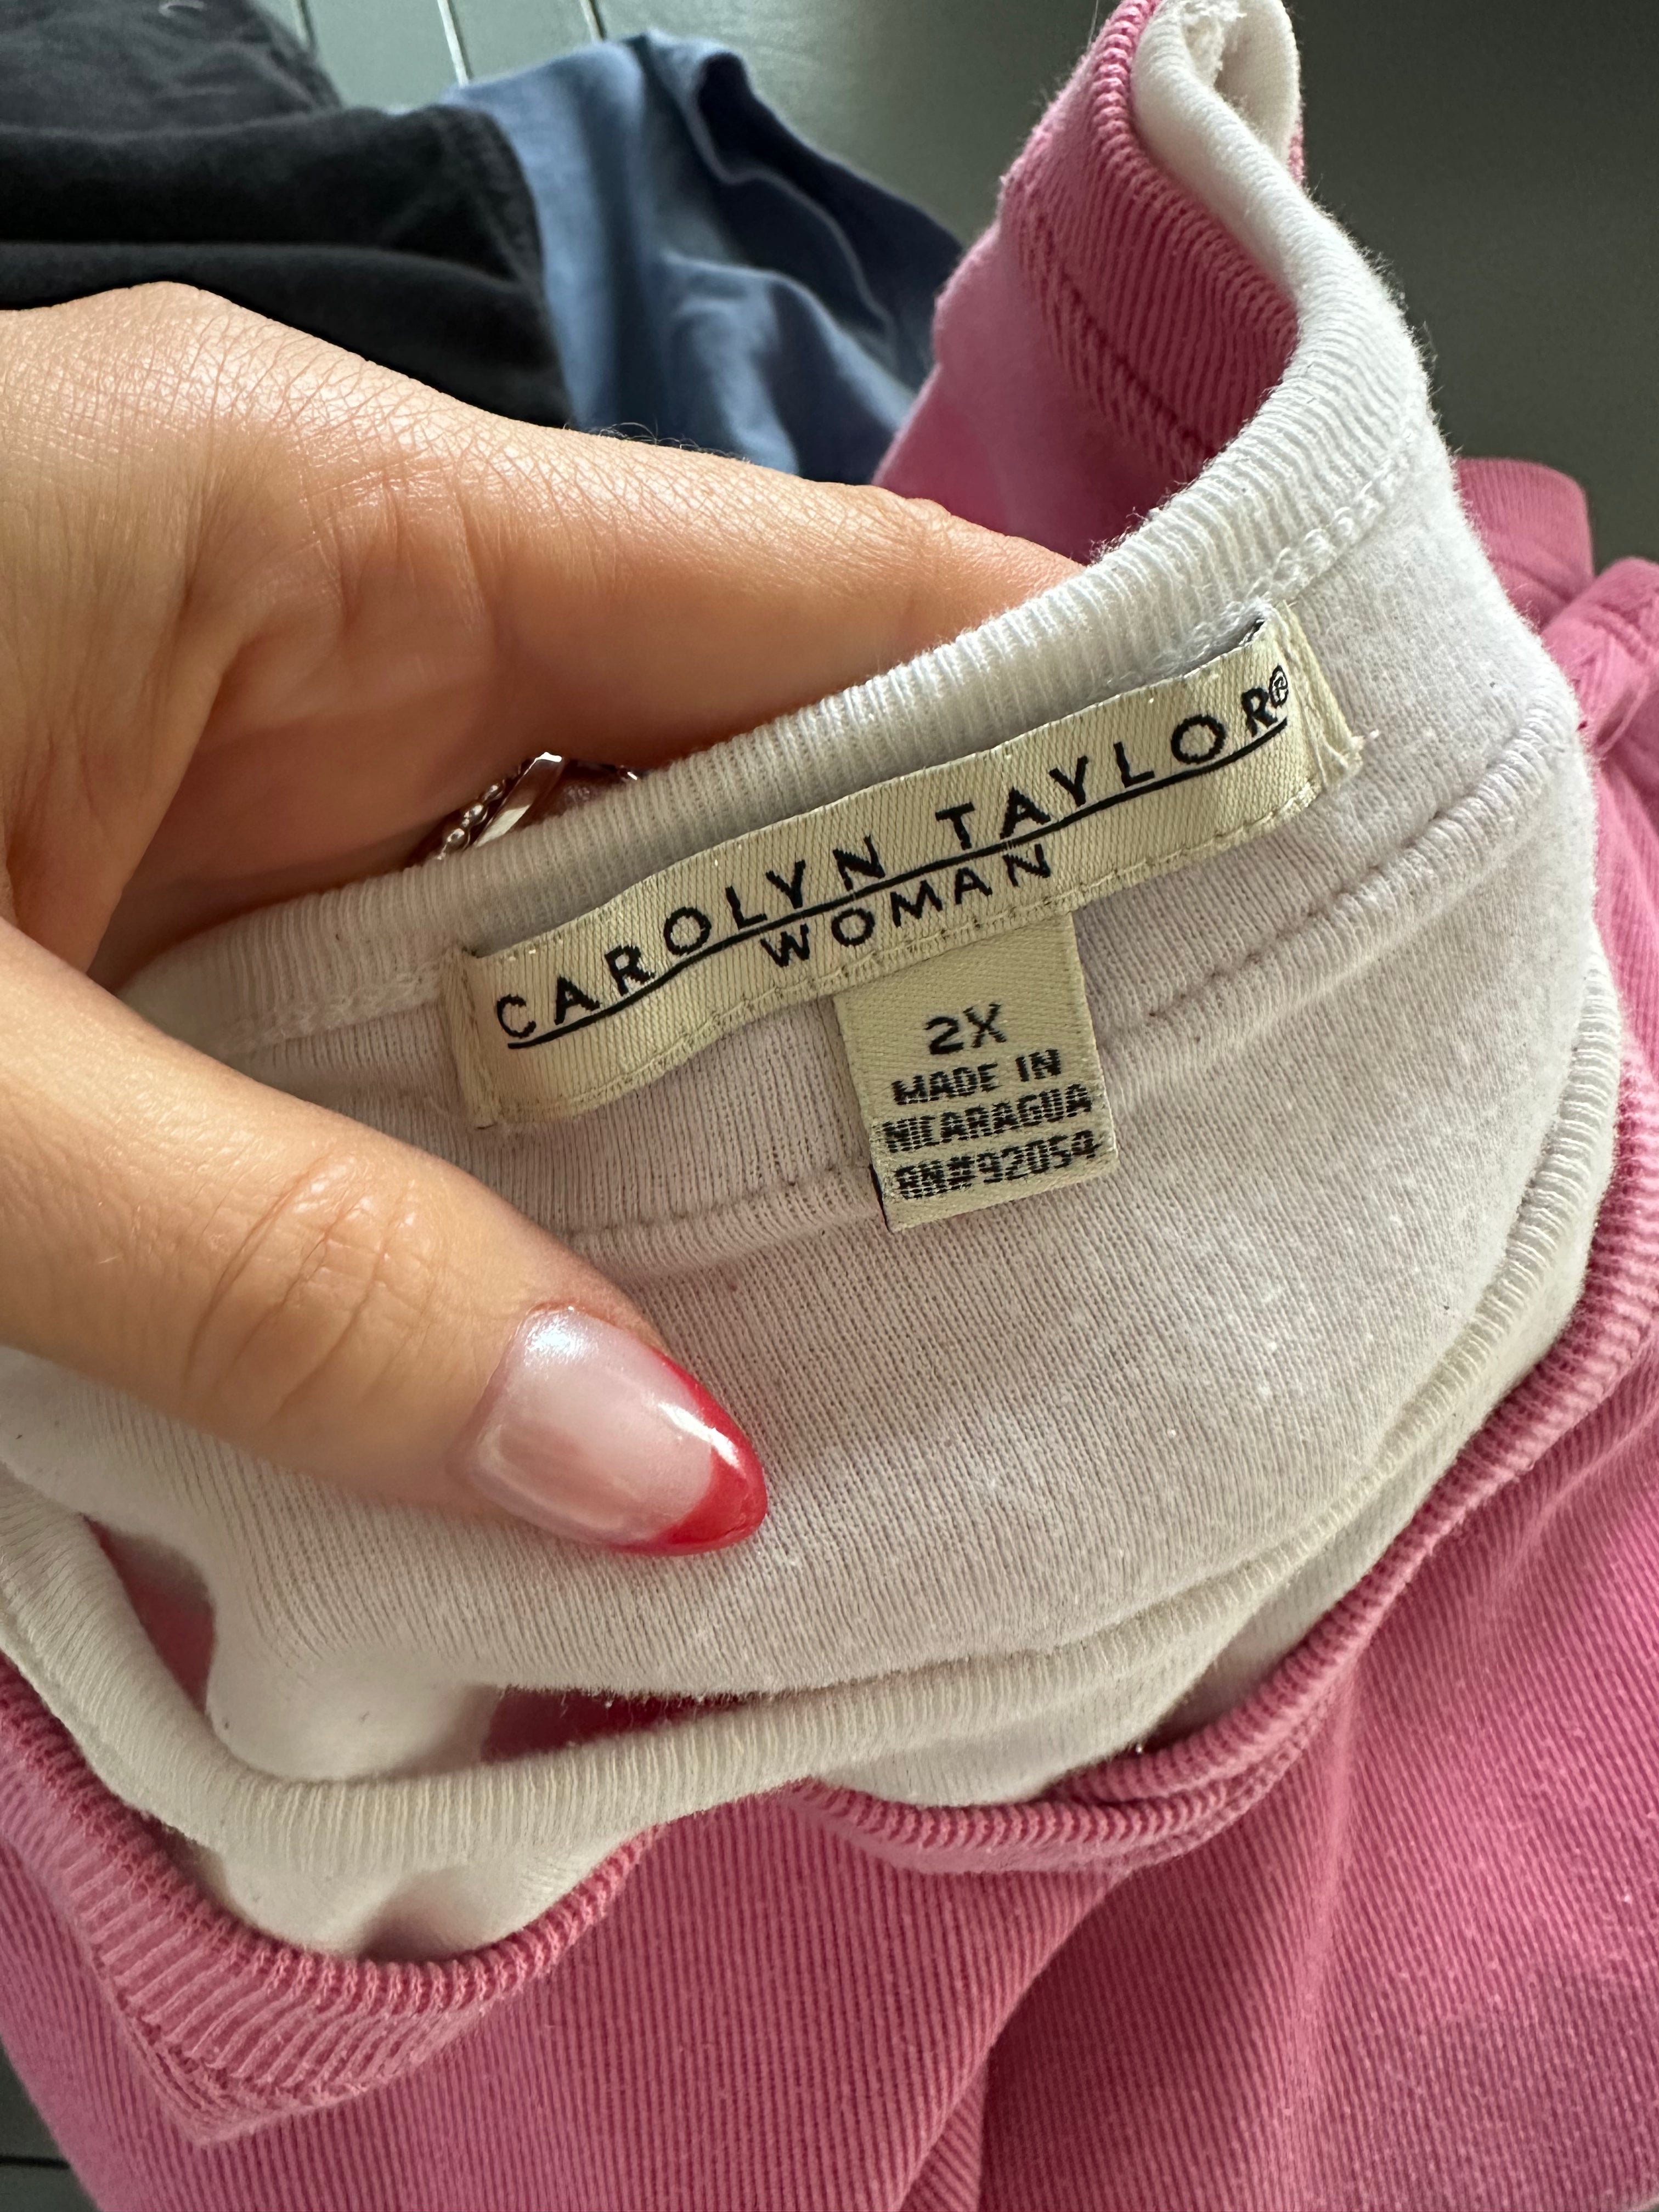 CAROLYN TAYLOR®
WOMAN
2X
MADE IN
NICARAGUA
RN#92054